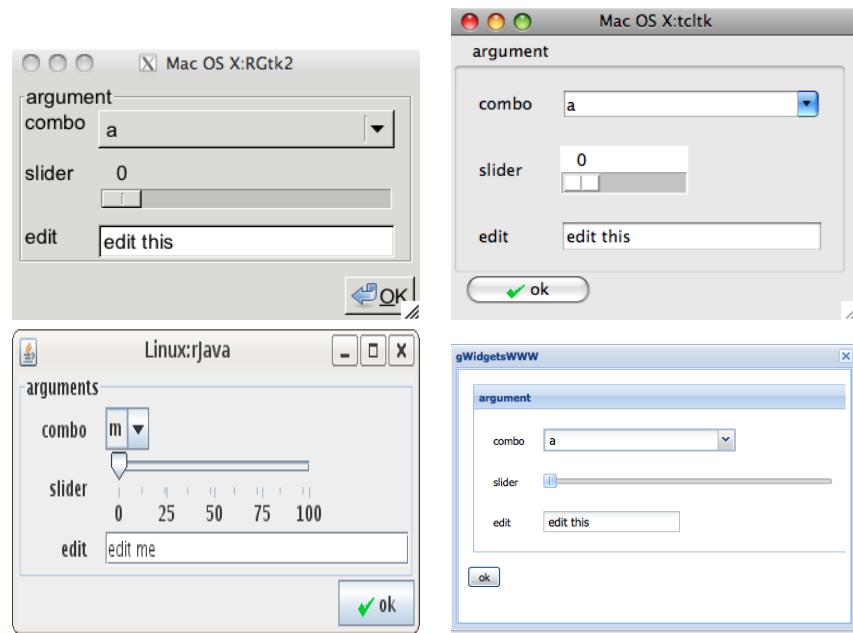 Mac OS X:RGtk2
argument
combo
a
slider
0
edit
edit this
OK
Mac OS X:tcltk
argument
combo
a
slider
0
edit
edit this
ok
Linux:rJava
arguments
combo
m
slider
0 25 50 75 100
edit
edit me
ok
gWidgetsWWW
argument
combo
a
slider
edit
edit this
ok